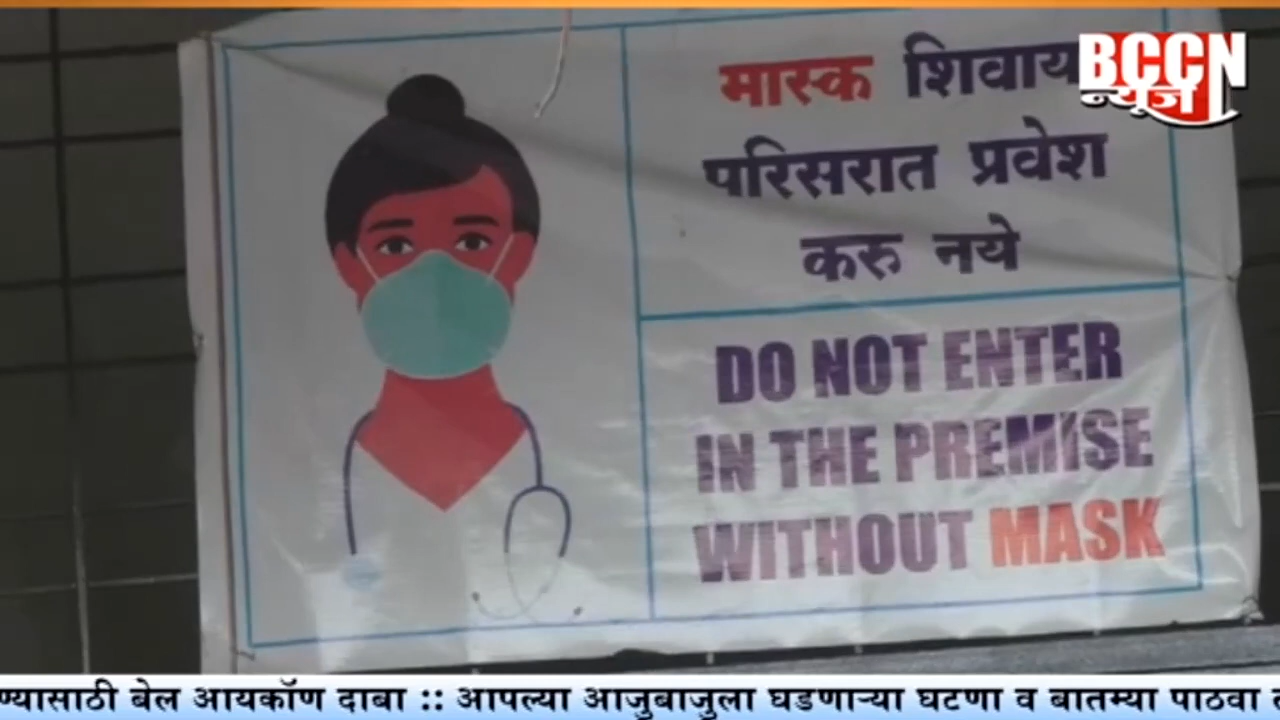 मास्क शिवाय
परिसरात प्रवेश
करु नये
DO NOT ENTER
IN THE PREMISE
WITHOUT MASK
BCCN
न्यूज
ण्यासाठी बेल आयकॉण दाबा :: आपल्या आजुबाजुला घडणाऱ्या घटणा व बातम्या पाठवा